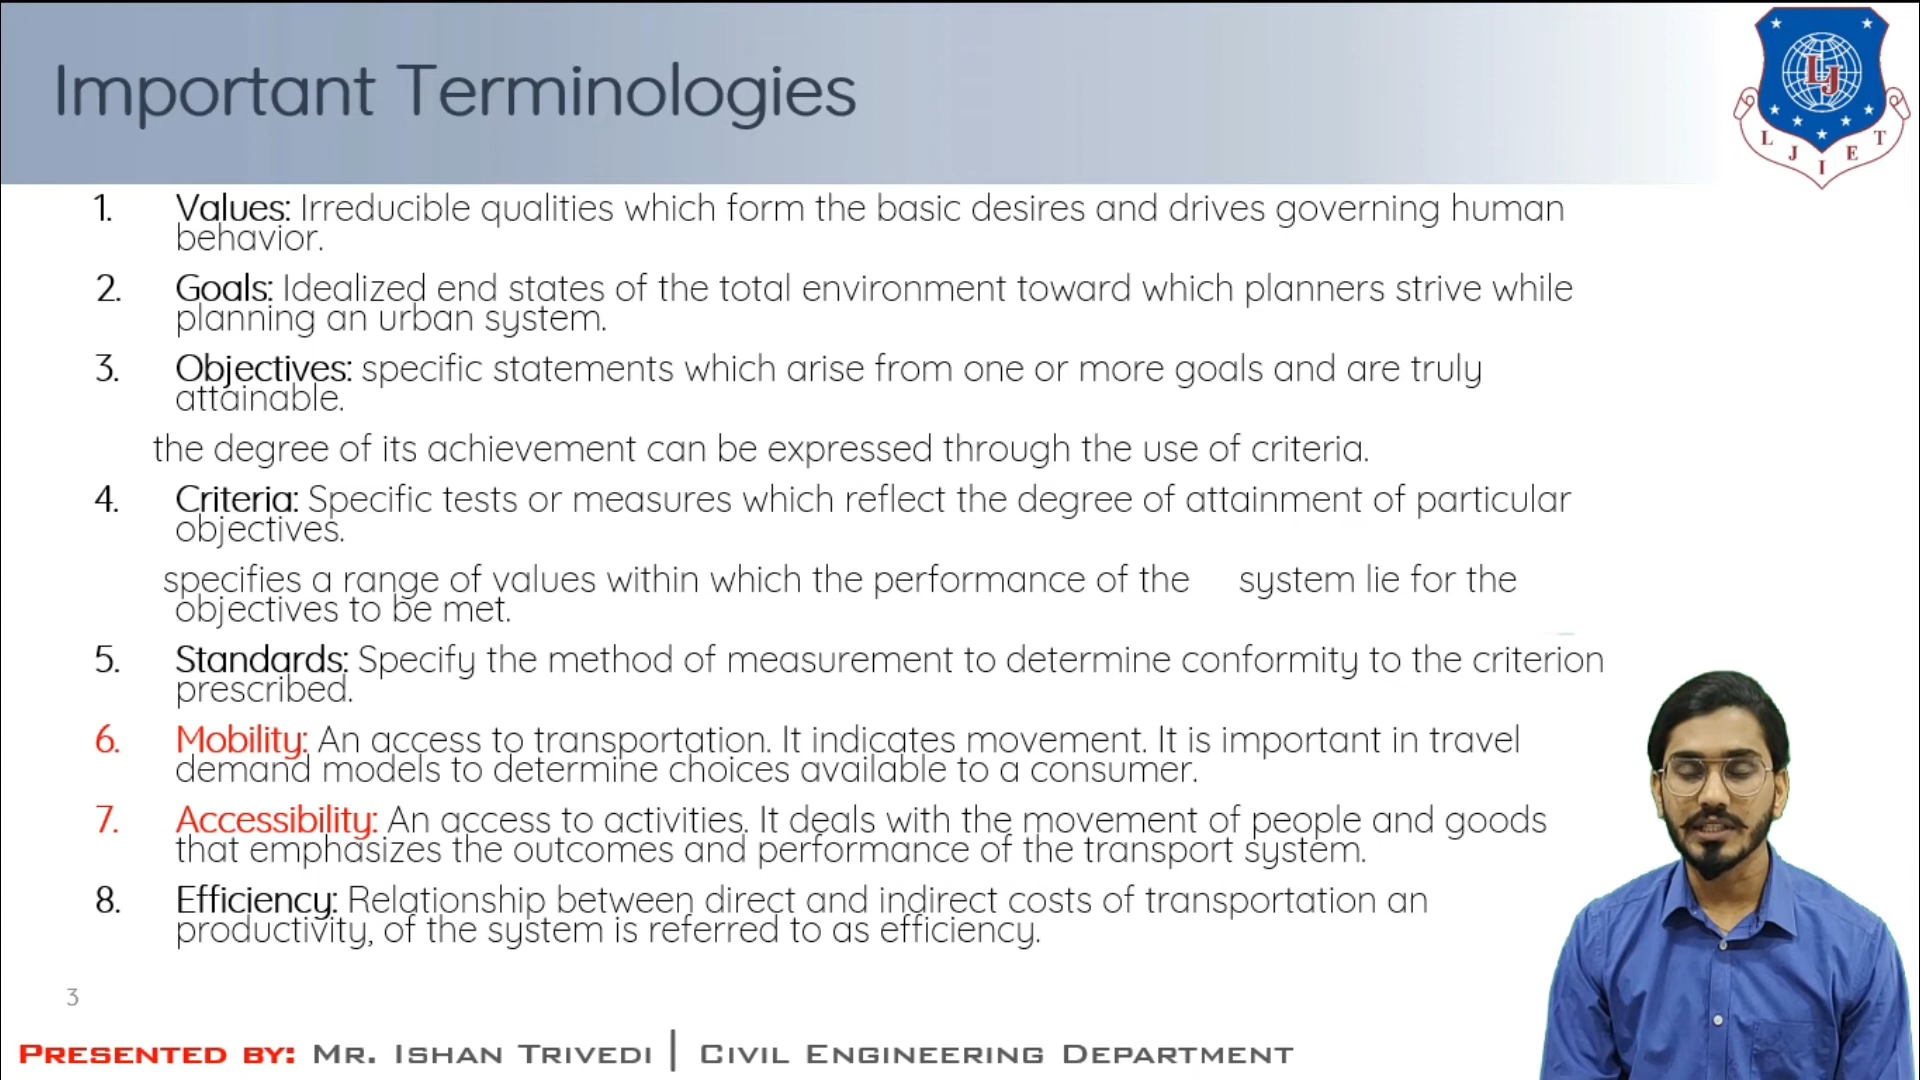 Important Terminologies
LJ
L J I E T
1. Values: Irreducible qualities which form the basic desires and drives governing human
behavior.
2. Goals: Idealized end states of the total environment toward which planners strive while
planning an urban system.
3. Objectives: specific statements which arise from one or more goals and are truly
attainable.
the degree of its achievement can be expressed through the use of criteria.
4. Criteria: Specific tests or measures which reflect the degree of attainment of particular
objectives.
specifies a range of values within which the performance of the system lie for the
objectives to be met.
5. Standards: Specify the method of measurement to determine conformity to the criterion
prescribed.
6. Mobility: An access to transportation. It indicates movement. It is important in travel
demand models to determine choices available to a consumer.
7. Accessibility: An access to activities. It deals with the movement of people and goods
that emphasizes the outcomes and performance of the transport system.
8. Efficiency: Relationship between direct and indirect costs of transportation an
productivity, of the system is referred to as efficiency.
3
PRESENTED BY: MR. ISHAN TRIVEDI | CIVIL ENGINEERING DEPARTMENT